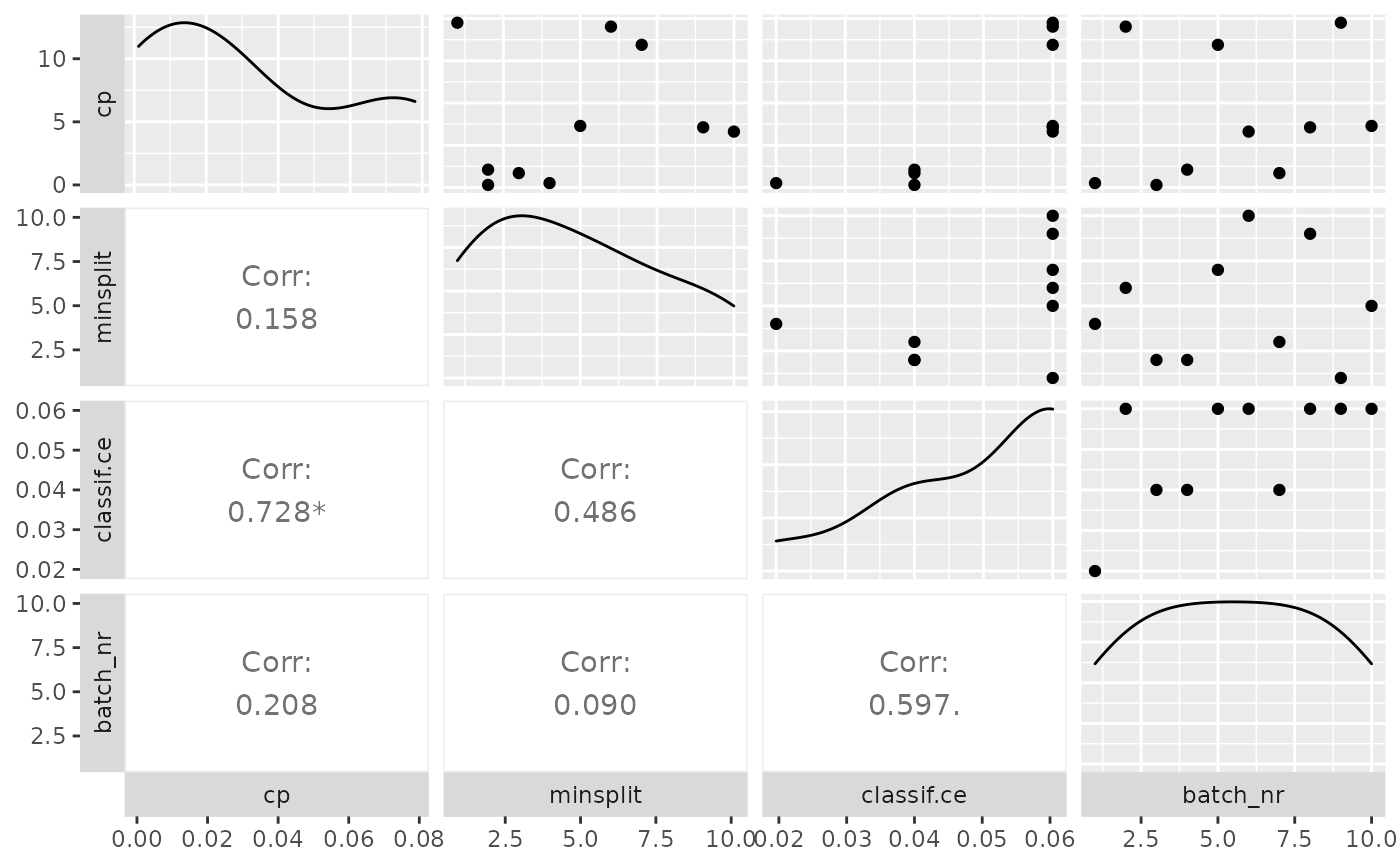 10
5
0
cp
10.0
7.5
5.0
2.5
minsplit
Corr:
0.158
0.06
0.05
0.04
0.03
0.02
classif.ce
Corr:
0.728*
Corr:
0.486
10.0
7.5
5.0
2.5
batch_nr
Corr:
0.208
Corr:
0.090
Corr:
0.597.
cp minsplit classif.ce batch_nr
0.00 0.02 0.04 0.06 0.08 2.5 5.0 7.5 10.0 0.02 0.03 0.04 0.05 0.06 2.5 5.0 7.5 10.0